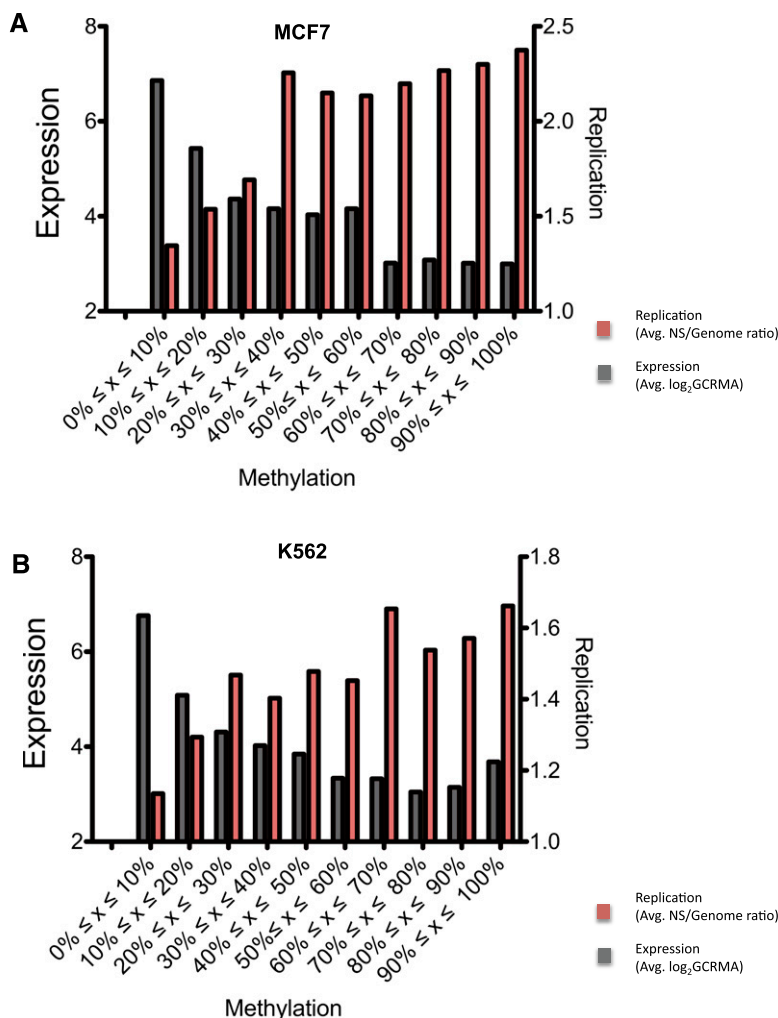 A
MCF7
8
6
4
2
Expression
2.5
2.0
1.5
1.0
Replication
0% ≤ x ≤ 10%
10% ≤ x ≤ 20%
20% ≤ x ≤ 30%
30% ≤ x ≤ 40%
40% ≤ x ≤ 50%
50%≤ x ≤ 60%
60% ≤ x ≤ 70%
70% ≤ x ≤ 80%
80% ≤ x ≤ 90%
90% ≤ x ≤ 100%
Methylation
Replication
(Avg. NS/Genome ratio)
Expression
(Avg. log₂GCRMA)
B
K562
8
6
4
2
Expression
1.8
1.6
1.4
1.2
1.0
Replication
0% ≤ x ≤ 10%
10% ≤ x ≤ 20%
20% ≤ x ≤ 30%
30% ≤ x ≤ 40%
40% ≤ x ≤ 50%
50%≤ x ≤ 60%
60% ≤ x ≤ 70%
70% ≤ x ≤ 80%
80% ≤ x ≤ 90%
90% ≤ x ≤ 100%
Methylation
Replication
(Avg. NS/Genome ratio)
Expression
(Avg. log₂GCRMA)